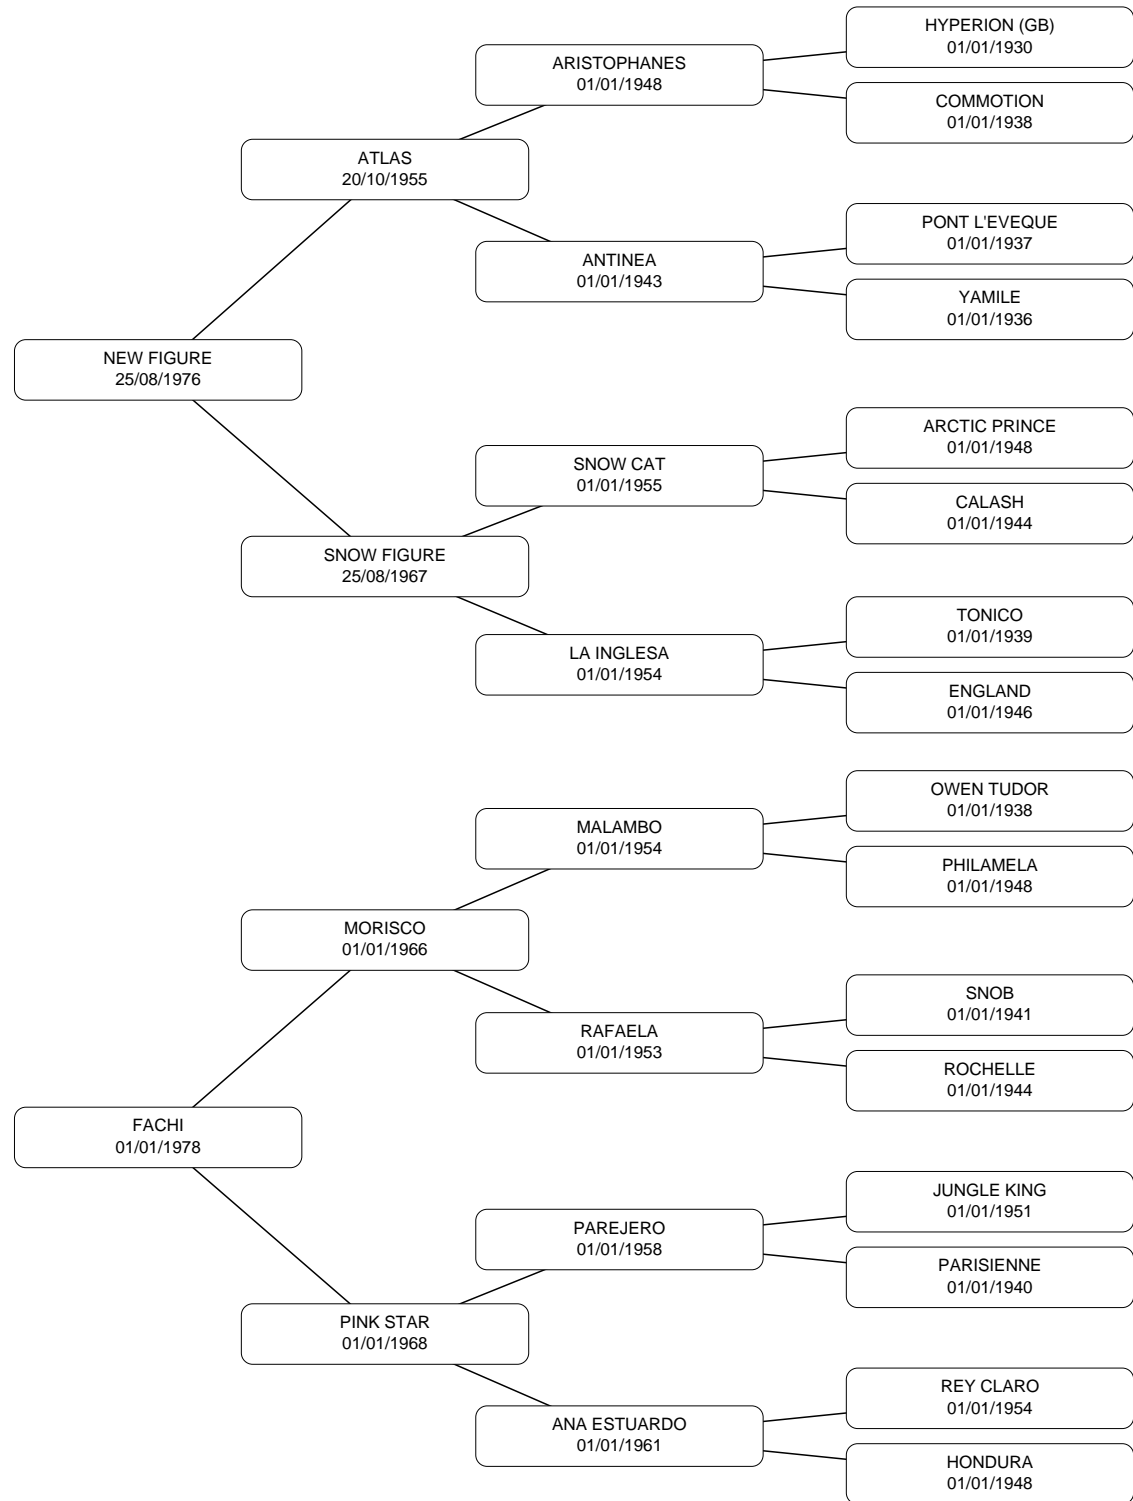 HYPERION (GB)
01/01/1930
ARISTOPHANES
01/01/1948
COMMOTION
01/01/1938
ATLAS
20/10/1955
PONT L'EVEQUE
01/01/1937
ANTINEA
01/01/1943
YAMILE
01/01/1936
NEW FIGURE
25/08/1976
ARCTIC PRINCE
01/01/1948
SNOW CAT
01/01/1955
CALASH
01/01/1944
SNOW FIGURE
25/08/1967
TONICO
01/01/1939
LA INGLESA
01/01/1954
ENGLAND
01/01/1946
OWEN TUDOR
01/01/1938
MALAMBO
01/01/1954
PHILAMELA
01/01/1948
MORISCO
01/01/1966
SNOB
01/01/1941
RAFAELA
01/01/1953
ROCHELLE
01/01/1944
FACHI
01/01/1978
JUNGLE KING
01/01/1951
PAREJERO
01/01/1958
PARISIENNE
01/01/1940
PINK STAR
01/01/1968
REY CLARO
01/01/1954
ANA ESTUARDO
01/01/1961
HONDURA
01/01/1948